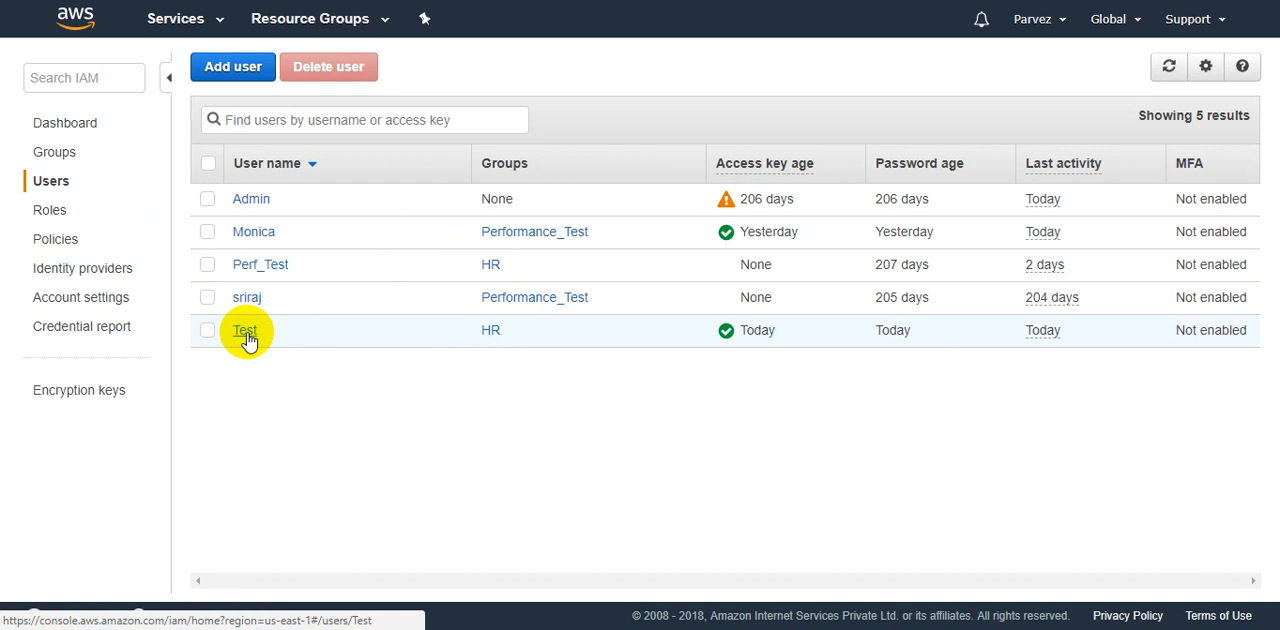 aws Services Resource Groups Parvez Global Support
Search IAM
Add user Delete user
Dashboard
Groups
Users
Roles
Policies
Identity providers
Account settings
Credential report
Encryption keys
Find users by username or access key Showing 5 results
User name Groups Access key age Password age Last activity MFA
Admin None 206 days 206 days Today Not enabled
Monica Performance_Test Yesterday Yesterday Today Not enabled
Perf_Test HR None 207 days 2 days Not enabled
sriraj Performance_Test None 205 days 204 days Not enabled
Test HR Today Today Today Not enabled
https://console.aws.amazon.com/iam/home?region=us-east-1#/users/Test
© 2008 - 2018, Amazon Internet Services Private Ltd. or its affiliates. All rights reserved. Privacy Policy Terms of Use